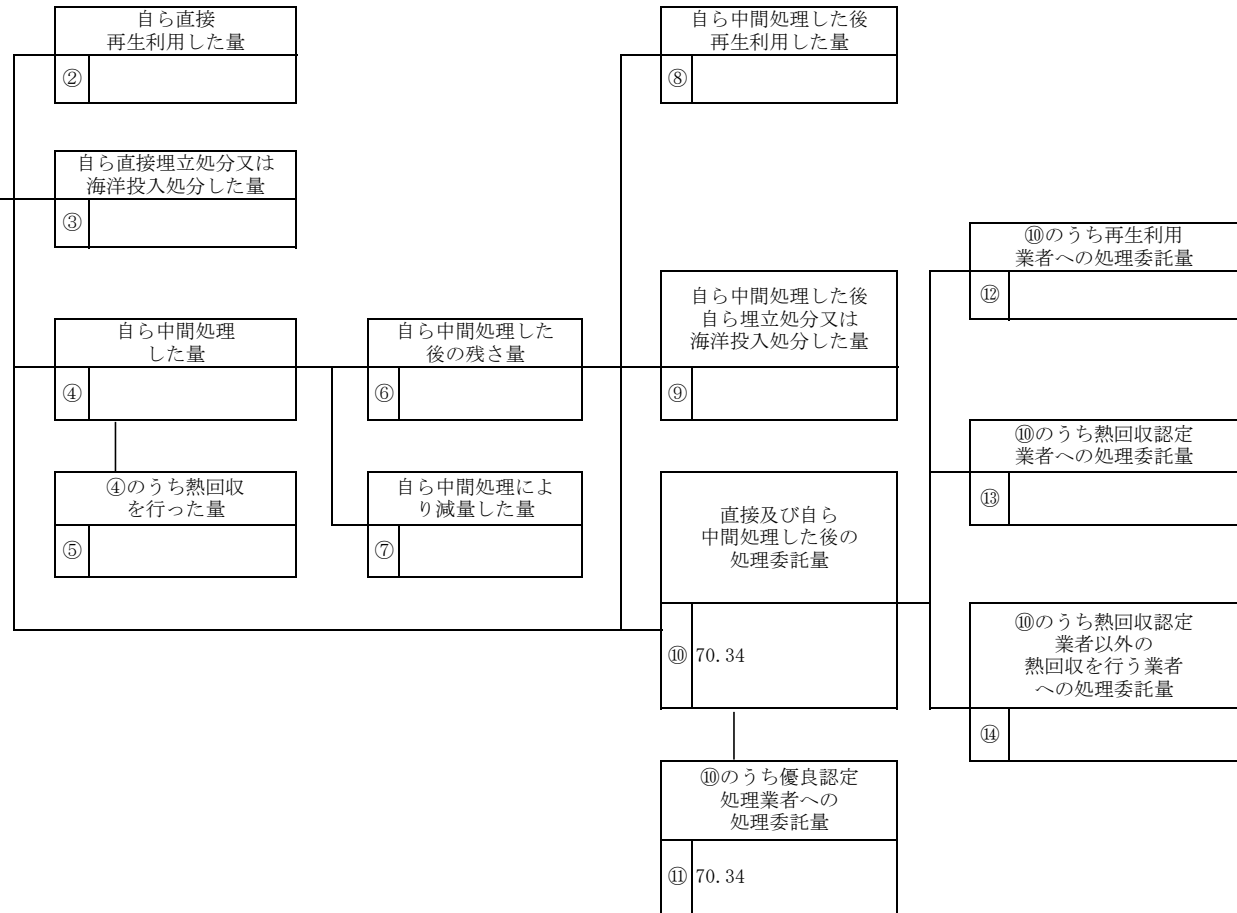 自ら直接
再生利用した量
②
自ら直接埋立処分又は
海洋投入処分した量
③
自ら中間処理
した量
④
④のうち熱回収
を行った量
⑤
自ら中間処理した
後の残さ量
⑥
自ら中間処理によ
り減量した量
⑦
自ら中間処理した後
再生利用した量
⑧
自ら中間処理した後
自ら埋立処分又は
海洋投入処分した量
⑨
直接及び自ら
中間処理した後の
処理委託量
⑩ 70.34
⑩のうち優良認定
処理業者への
処理委託量
⑪ 70.34
⑩のうち再生利用
業者への処理委託量
⑫
⑩のうち熱回収認定
業者への処理委託量
⑬
⑩のうち熱回収認定
業者以外の
熱回収を行う業者
への処理委託量
⑭